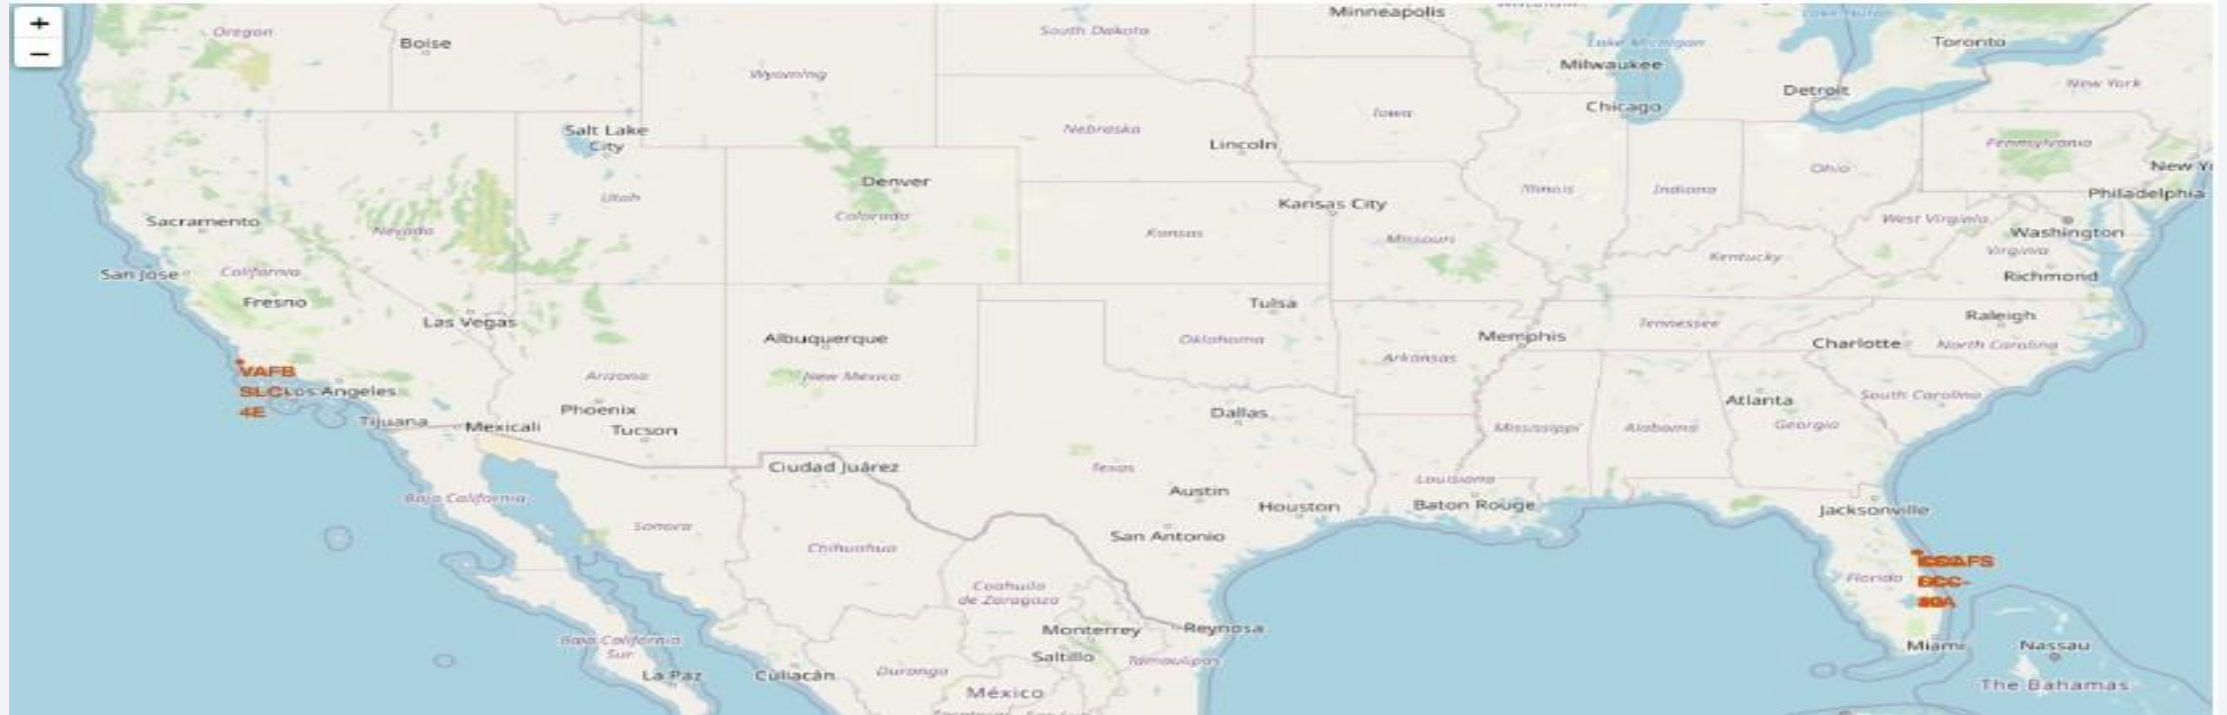 +
−
Minneapolis
Oregon
Boise
South Dakota
Lake Michigan
Toronto
Milwaukee
Wyoming
New York
Detroit
Chicago
Iowa
Salt Lake
City
Nebraska
Lincoln
Pennsylvania
Ohio
New Y
Denver
Utah
Illinois
Indiana
Philadelphia
Colorado
Kansas City
Sacramento
Nevada
Kansas
Missouri
West Virginia
Washington
Virginia
San Jose
California
Kentucky
Richmond
Fresno
Tulsa
Las Vegas
Raleigh
Tennessee
Albuquerque
Oklahoma
Memphis
Charlotte
North Carolina
Arkansas
VAFB
SLC-
4E
Los Angeles
Arizona
New Mexico
South Carolina
Phoenix
Dallas
Atlanta
Tijuana
Mexicali
Tucson
Mississippi
Alabama
Georgia
Ciudad Juárez
Texas
Louisiana
Baja California
Austin
Houston
Baton Rouge
Jacksonville
Sonora
San Antonio
Chihuahua
Florida
Coahuila
de Zaragoza
Monterrey
Reynosa
Baja California
Sur
Saltillo
Tamaulipas
Miami
Nassau
La Paz
Culiacán
Durango
México
The Bahamas